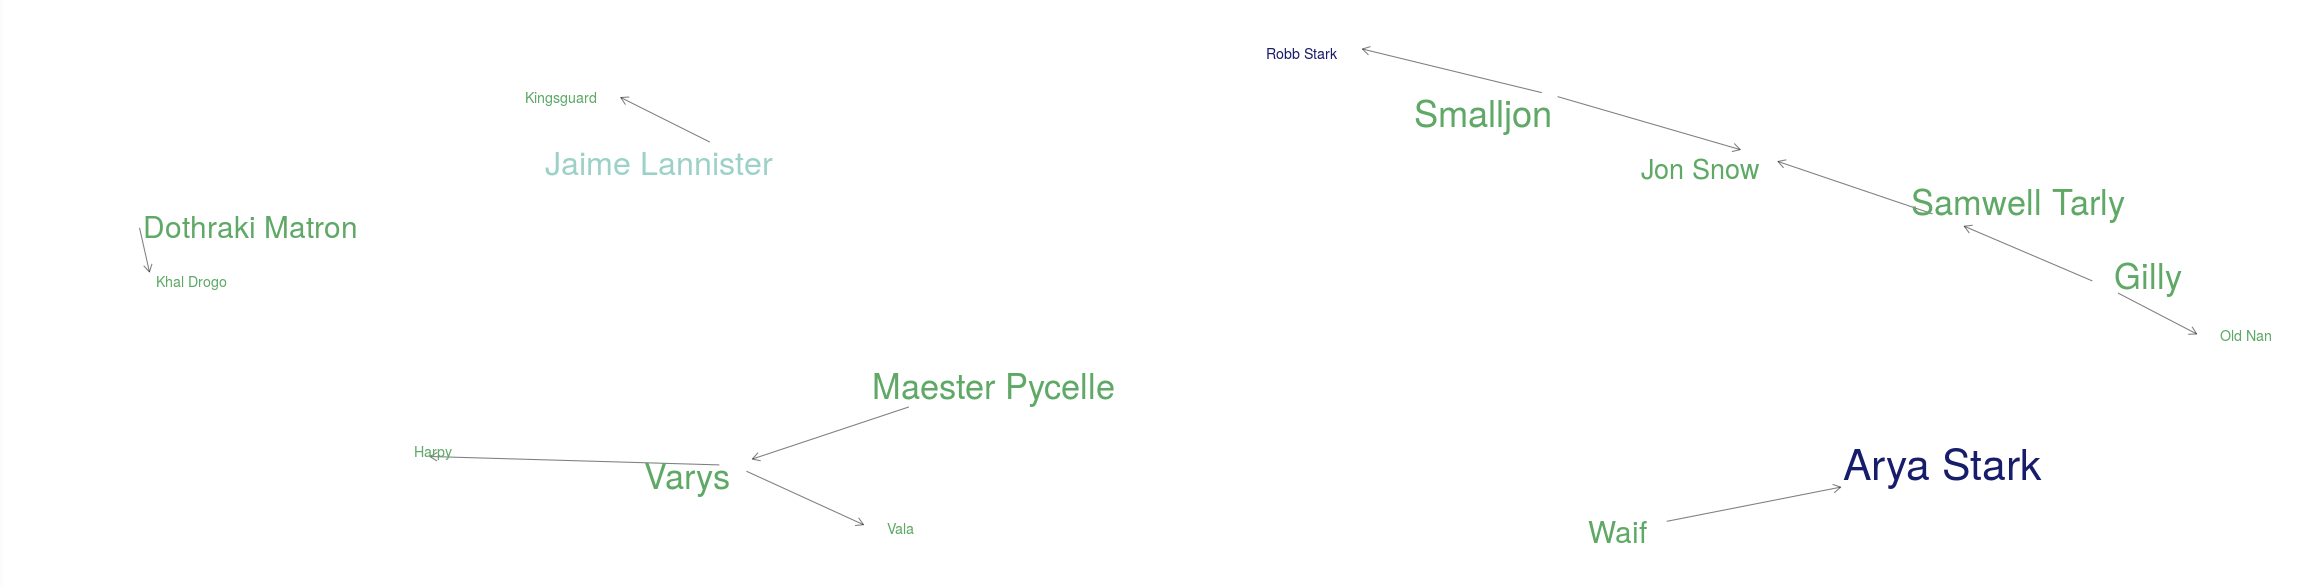 Robb Stark
Kingsguard
Smalljon
Jaime Lannister
Jon Snow
Samwell Tarly
Dothraki Matron
Khal Drogo
Gilly
Old Nan
Maester Pycelle
Harpy
Varys
Arya Stark
Vala
Waif